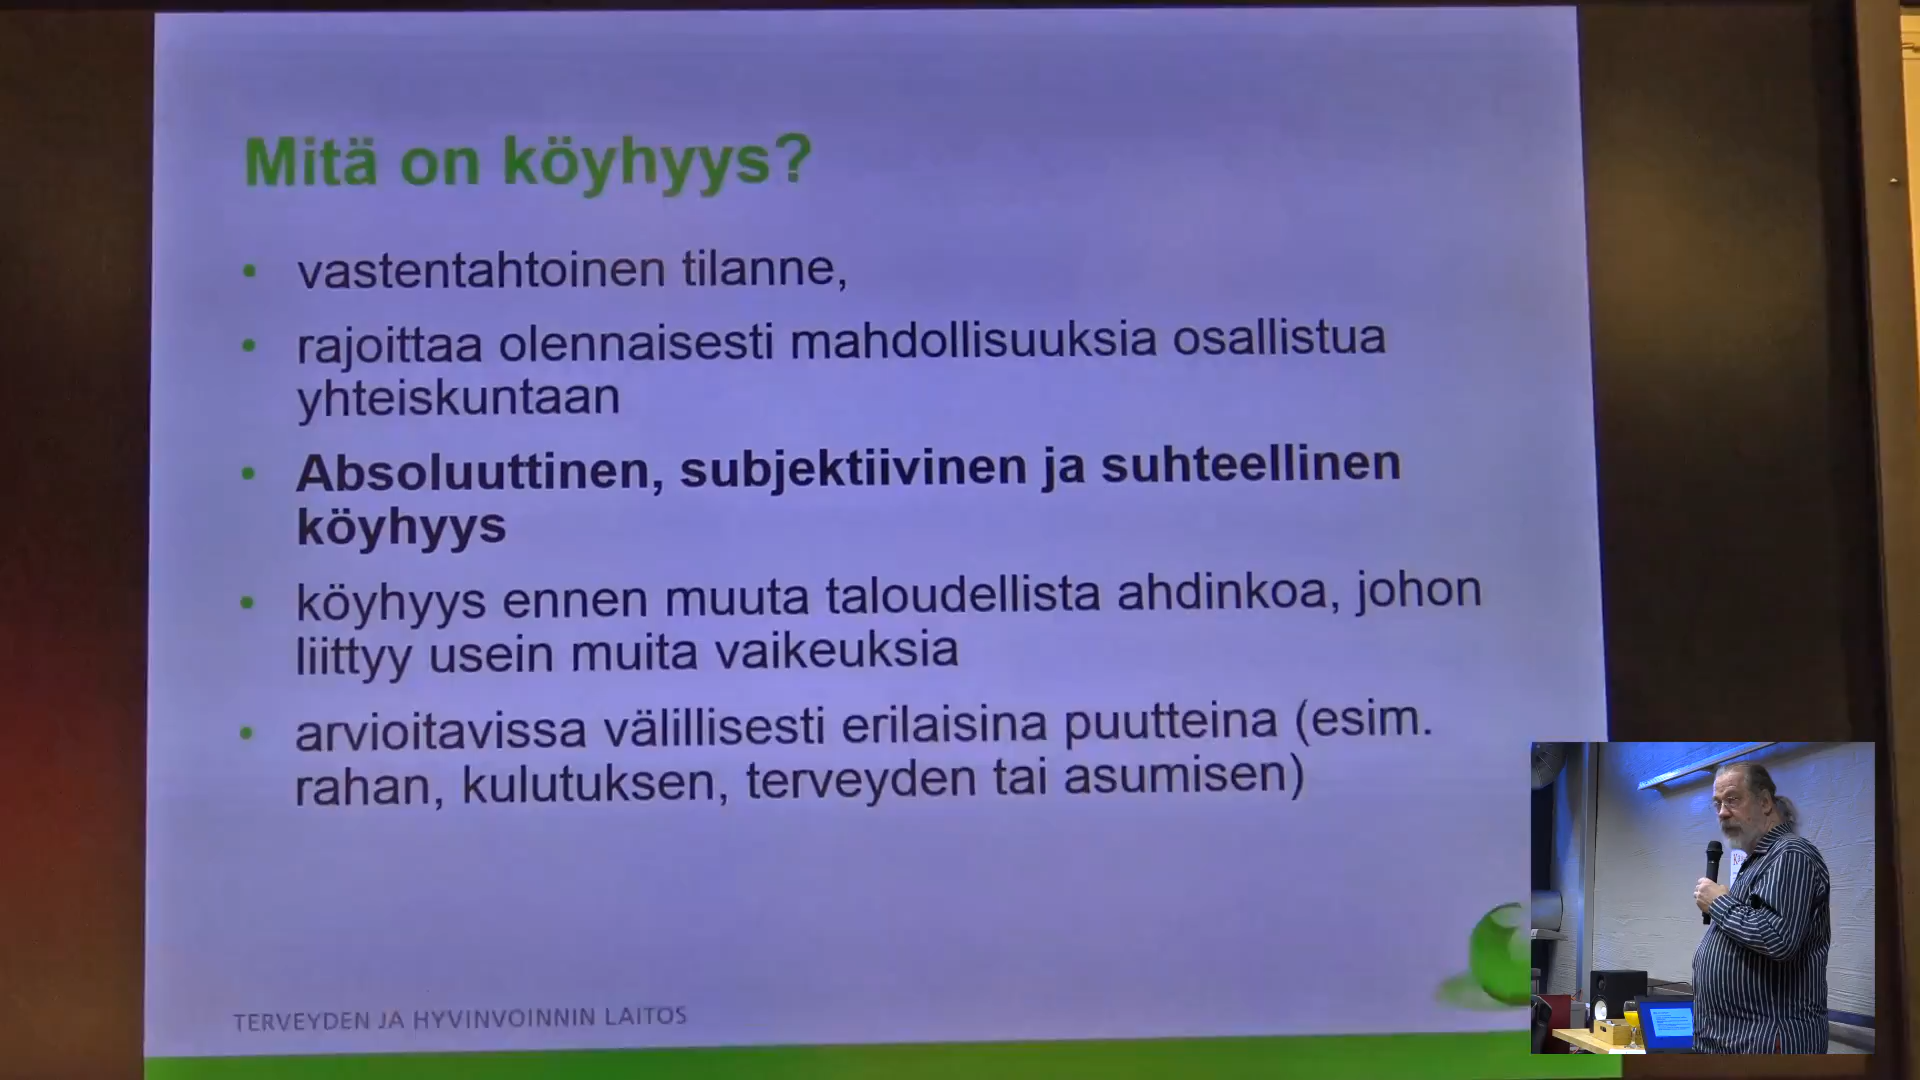 Mitä on köyhyys?
• vastentahtoinen tilanne,
• rajoittaa olennaisesti mahdollisuuksia osallistua
yhteiskuntaan
• Absoluuttinen, subjektiivinen ja suhteellinen
köyhyys
• köyhyys ennen muuta taloudellista ahdinkoa, johon
liittyy usein muita vaikeuksia
• arvioitavissa välillisesti erilaisina puutteina (esim.
rahan, kulutuksen, terveyden tai asumisen)
TERVEYDEN JA HYVINVOINNIN LAITOS